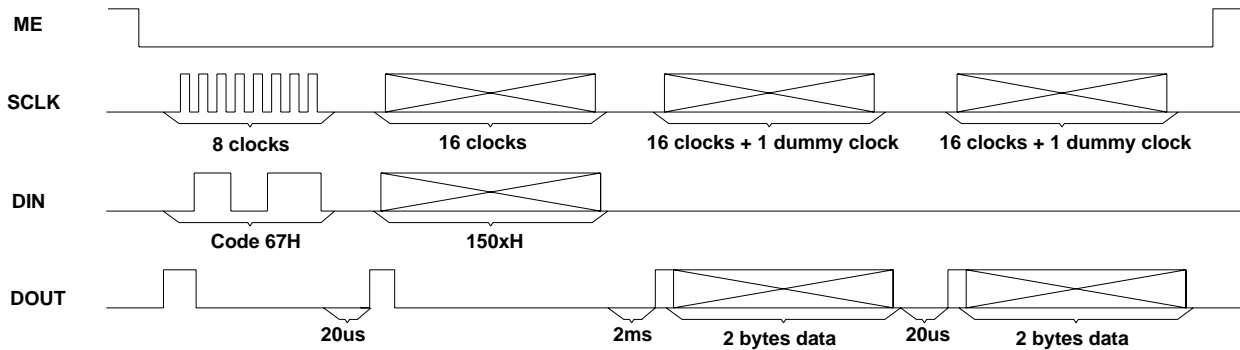 ME
SCLK
8 clocks
16 clocks
16 clocks + 1 dummy clock
16 clocks + 1 dummy clock
DIN
Code 67H
150xH
DOUT
20us
2ms
2 bytes data
20us
2 bytes data